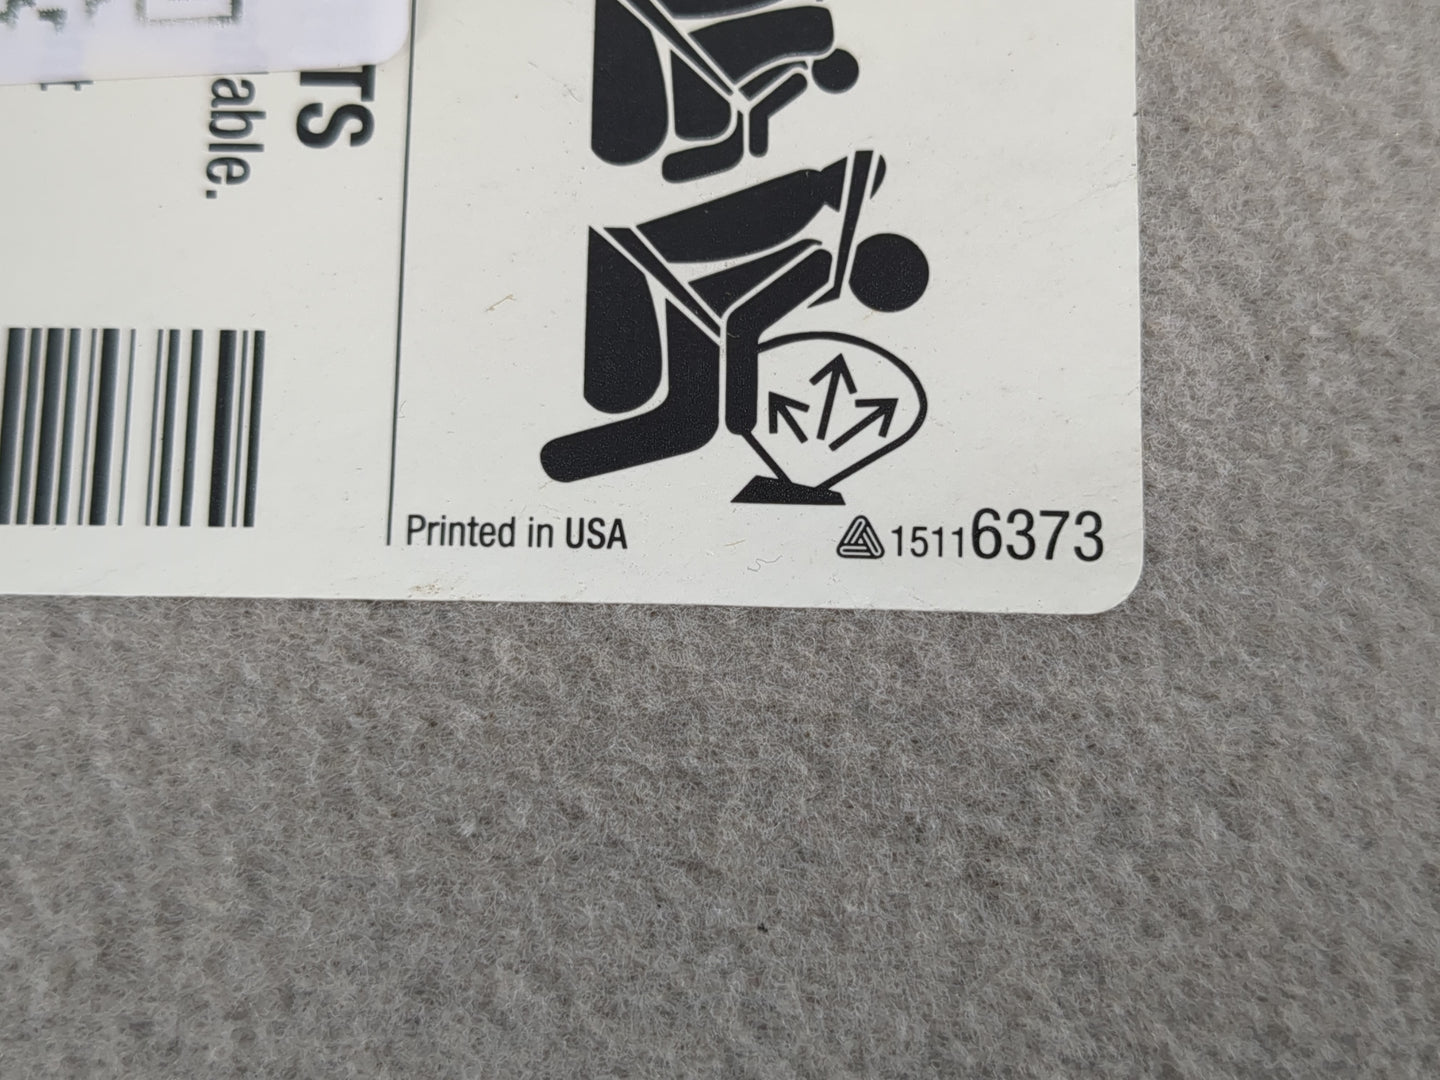 TS
able.
Printed in USA
15116373